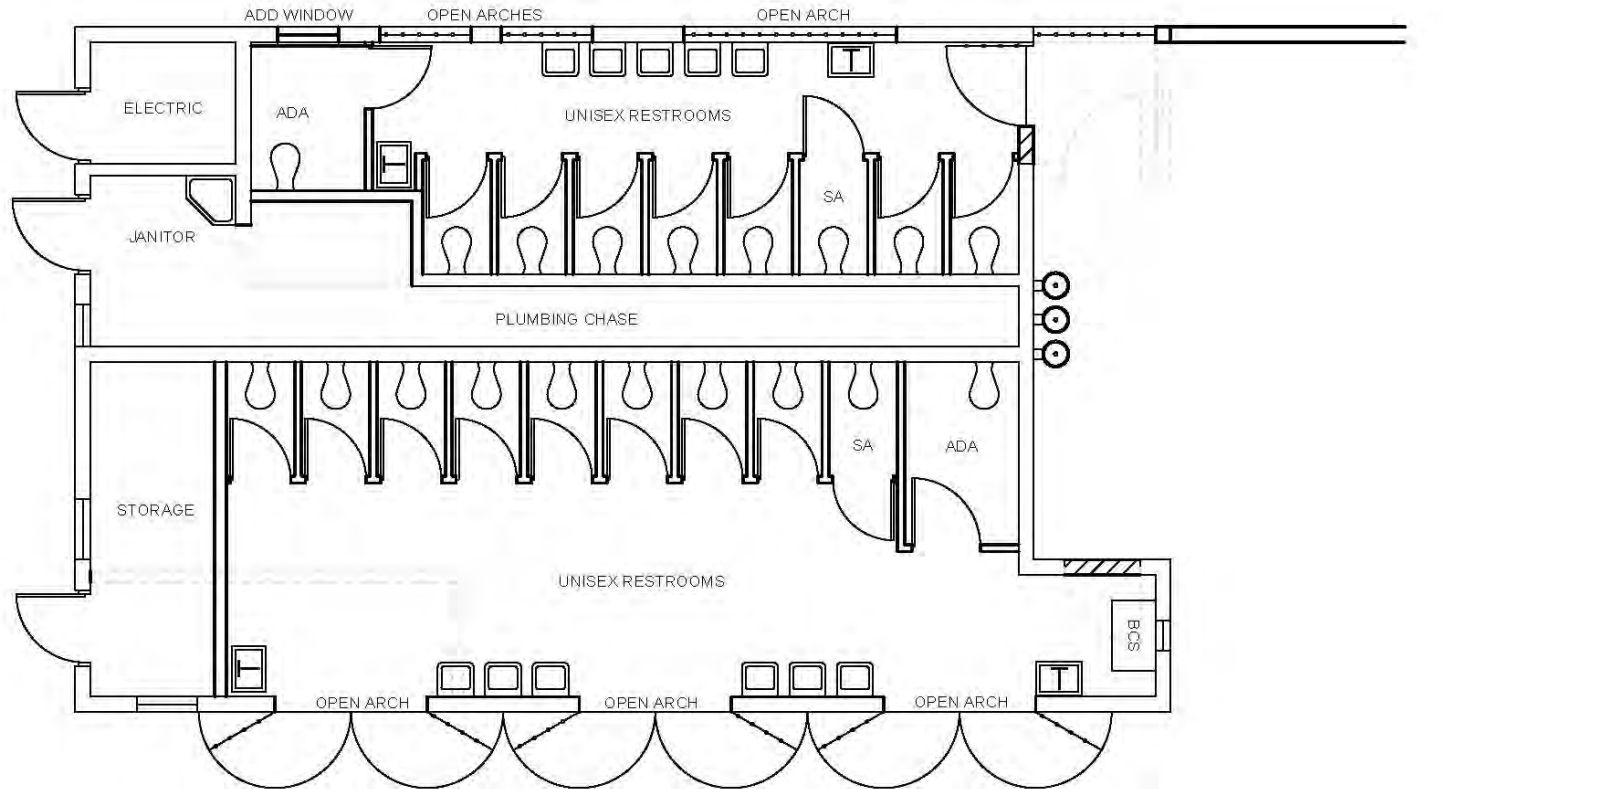 ADD WINDOW
OPEN ARCHES
OPEN ARCH
ELECTRIC
ADA
UNISEX RESTROOMS
T
T
SA
JANITOR
PLUMBING CHASE
SA
ADA
STORAGE
UNISEX RESTROOMS
BCS
T
T
OPEN ARCH
OPEN ARCH
OPEN ARCH